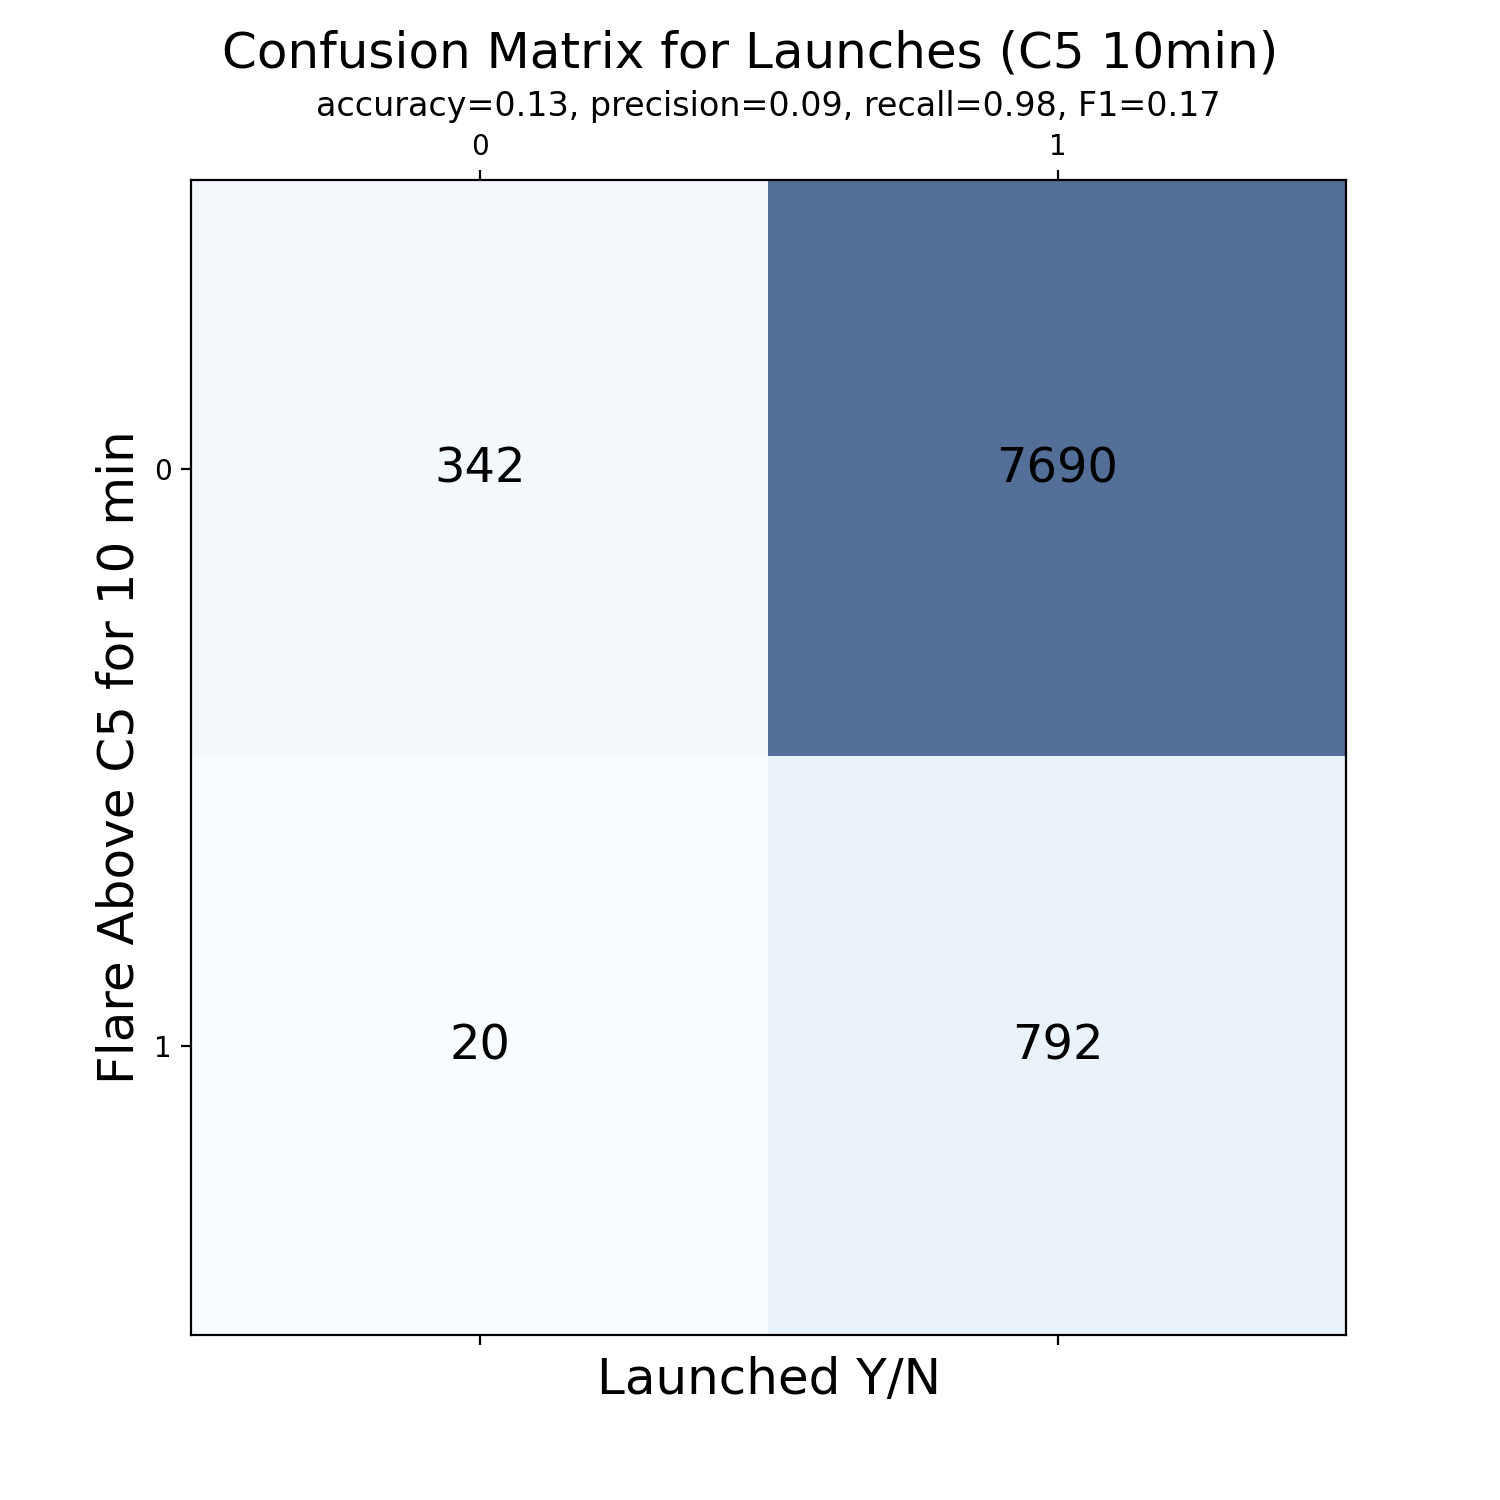 Confusion Matrix for Launches (C5 10min)
accuracy=0.13, precision=0.09, recall=0.98, F1=0.17
0 1
Flare Above C5 for 10 min
0 342 7690
1 20 792
Launched Y/N